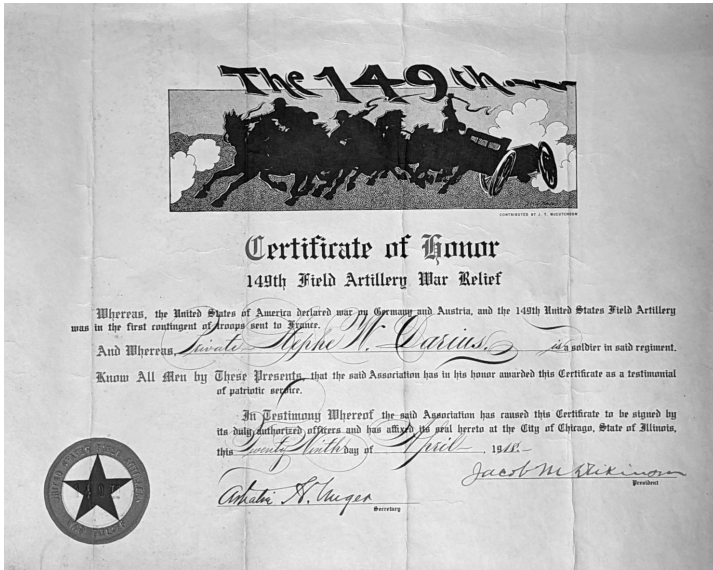 The 149th
CONTRIBUTED BY J. T. McCUTCHEON
Certificate of Honor
149th Field Artillery War Relief
Whereas, the United States of America declared war on Germany and Austria, and the 149th United States Field Artillery
was in the first contingent of troops sent to France.
And Whereas, Private Stephe W. Darius, is a soldier in said regiment.
Know All Men by These Presents, that the said Association has in his honor awarded this Certificate as a testimonial
of patriotic service.
In Testimony Whereof the said Association has caused this Certificate to be signed by
its duly authorized officers and has affixed its seal hereto at the City of Chicago, State of Illinois,
this Twenty Ninth day of April 1918
Jacob M Dickinson
President
A. Unger
Secretary
WAR RELIEF